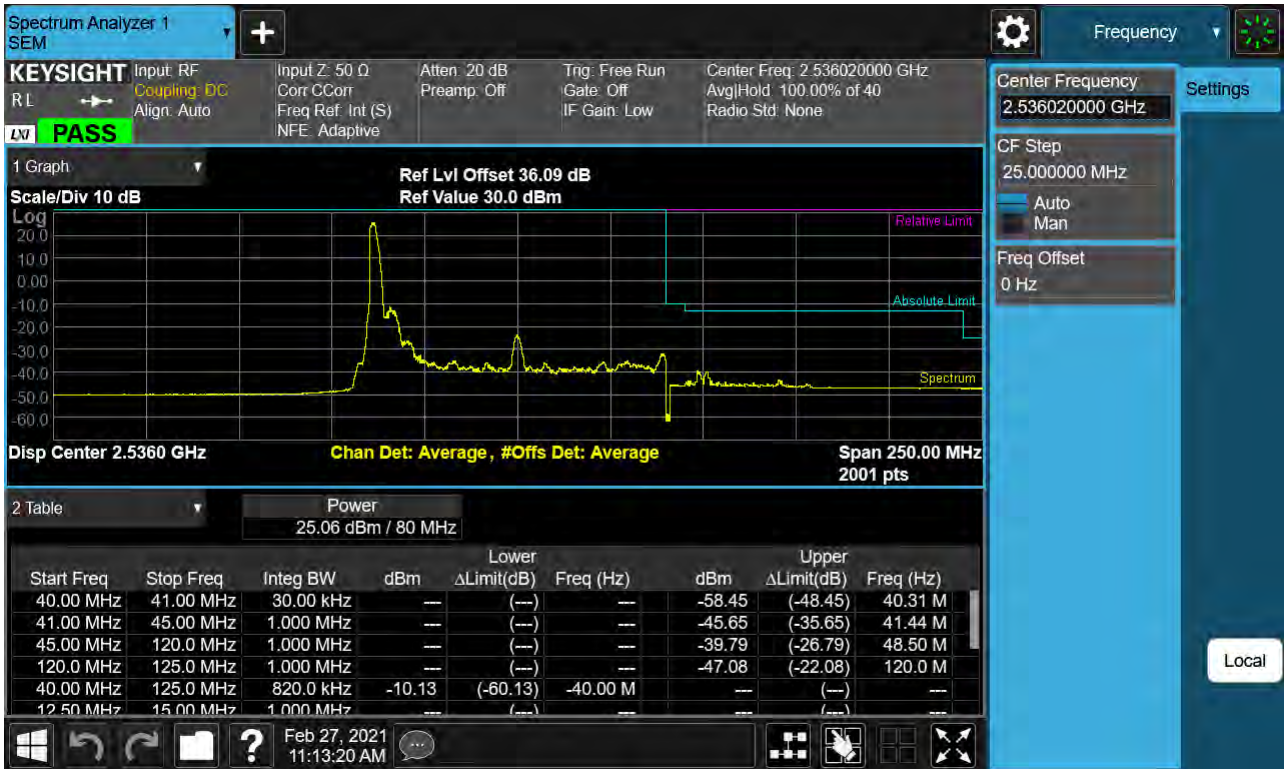 Spectrum Analyzer 1
SEM
Frequency
KEYSIGHT
R L
LXI PASS
Input: RF
Coupling: DC
Align: Auto
Input Z: 50 Ω
Corr CCorr
Freq Ref: Int (S)
NFE: Adaptive
Atten: 20 dB
Preamp: Off
Trig: Free Run
Gate: Off
IF Gain: Low
Center Freq: 2.536020000 GHz
Avg|Hold: 100.00% of 40
Radio Std: None
Center Frequency
2.536020000 GHz
Settings
CF Step
25.000000 MHz
Auto
Man
Freq Offset
0 Hz
Local
1 Graph
Ref Lvl Offset 36.09 dB
Scale/Div 10 dB
Ref Value 30.0 dBm
Log
20.0
10.0
0.00
-10.0
-20.0
-30.0
-40.0
-50.0
-60.0
Relative Limit
Absolute Limit
Spectrum
Disp Center 2.5360 GHz
Chan Det: Average, #Offs Det: Average
Span 250.00 MHz
2001 pts
2 Table
Power
25.06 dBm / 80 MHz
Lower Upper
Start Freq Stop Freq Integ BW dBm ΔLimit(dB) Freq (Hz) dBm ΔLimit(dB) Freq (Hz)
40.00 MHz 41.00 MHz 30.00 kHz --- (---) --- -58.45 (-48.45) 40.31 M
41.00 MHz 45.00 MHz 1.000 MHz --- (---) --- -45.65 (-35.65) 41.44 M
45.00 MHz 120.0 MHz 1.000 MHz --- (---) --- -39.79 (-26.79) 48.50 M
120.0 MHz 125.0 MHz 1.000 MHz --- (---) --- -47.08 (-22.08) 120.0 M
40.00 MHz 125.0 MHz 820.0 kHz -10.13 (-60.13) -40.00 M --- (---) ---
12.50 MHz 15.00 MHz 1.000 MHz --- (---) --- --- (---) ---
?
Feb 27, 2021
11:13:20 AM